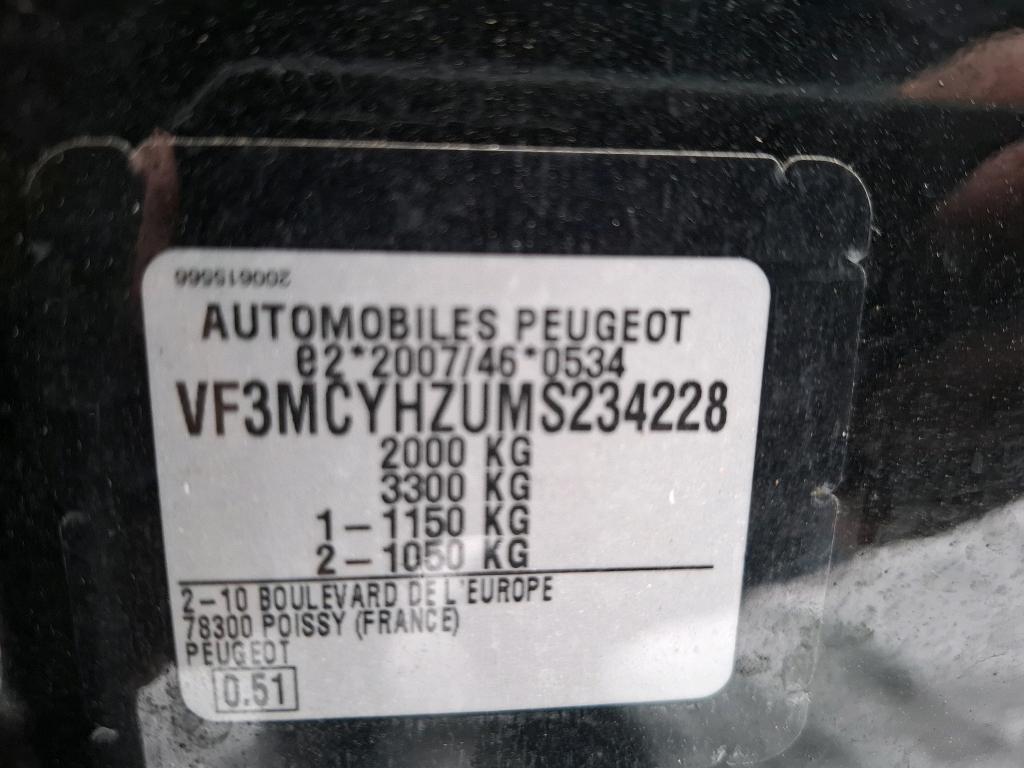 200615566
AUTOMOBILES PEUGEOT
e2*2007/46*0534
VF3MCYHZUMS234228
2000 KG
3300 KG
1-1150 KG
2-1050 KG
2-10 BOULEVARD DE L'EUROPE
78300 POISSY (FRANCE)
PEUGEOT
0.51